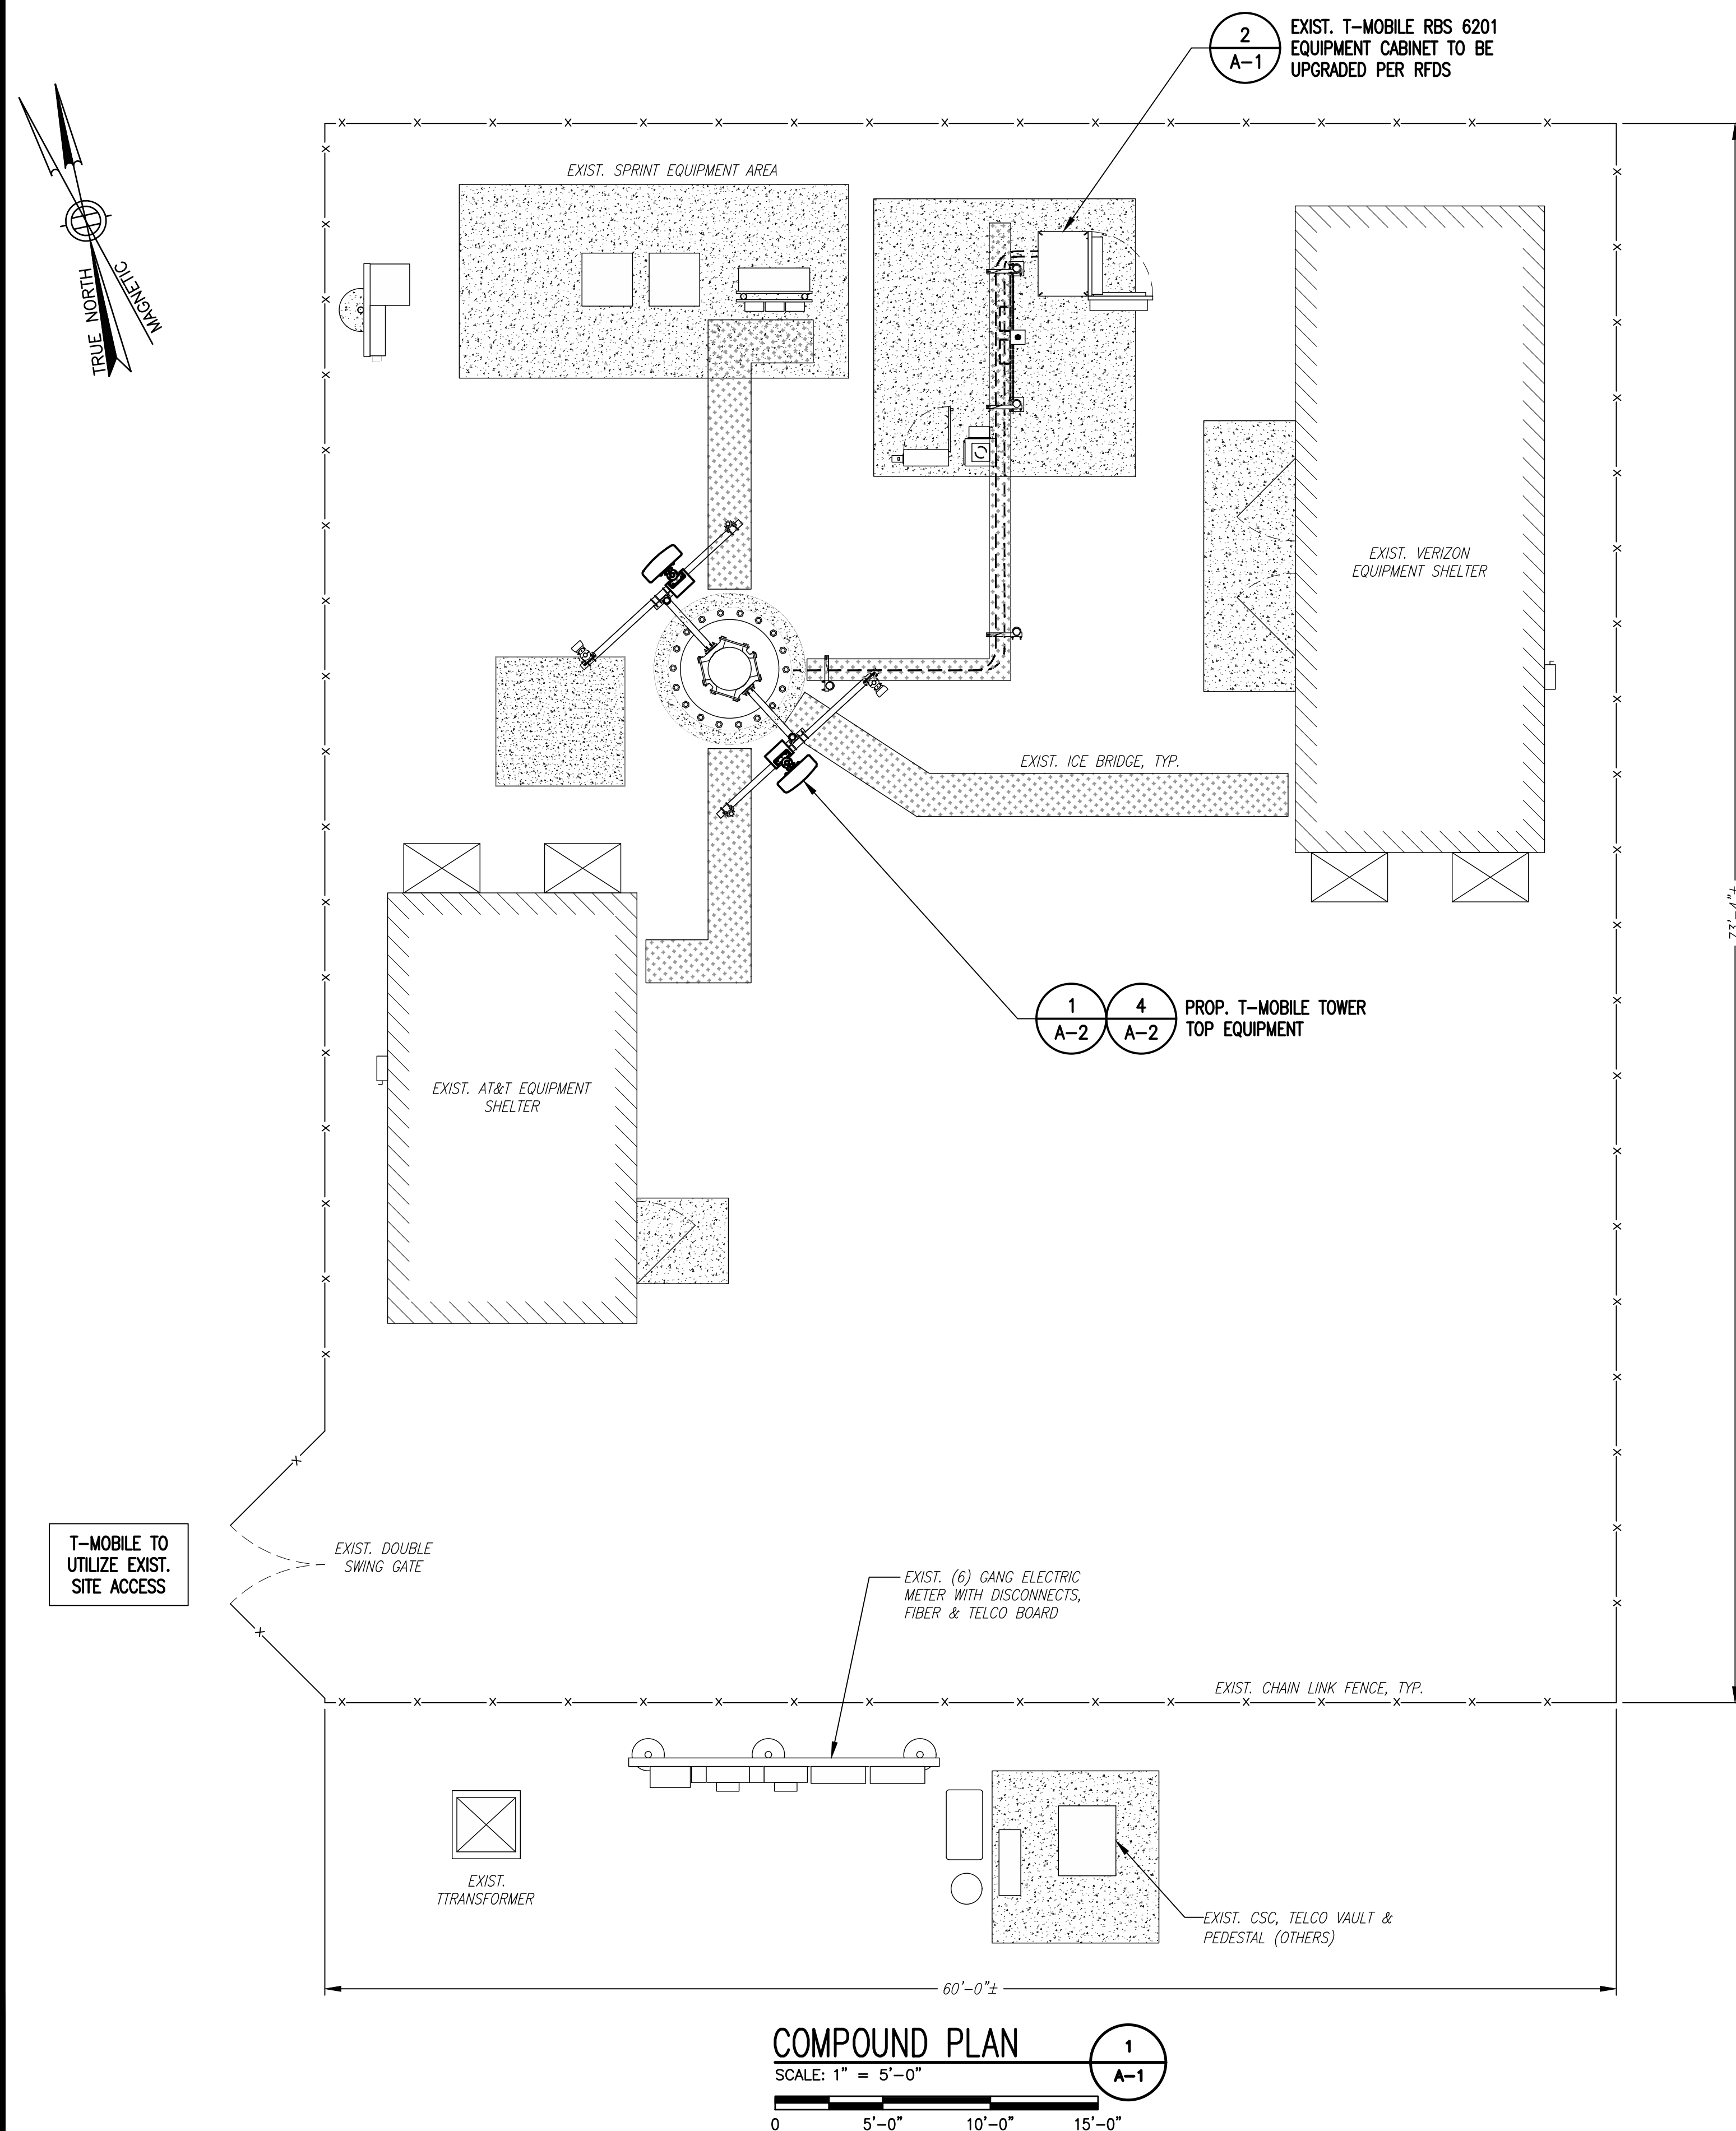 2
A-1
EXIST. T-MOBILE RBS 6201
EQUIPMENT CABINET TO BE
UPGRADED PER RFDS
TRUE NORTH
MAGNETIC
EXIST. SPRINT EQUIPMENT AREA
EXIST. VERIZON
EQUIPMENT SHELTER
EXIST. ICE BRIDGE, TYP.
73'-4"±
1
A-2
4
A-2
PROP. T-MOBILE TOWER
TOP EQUIPMENT
EXIST. AT&T EQUIPMENT
SHELTER
T-MOBILE TO
UTILIZE EXIST.
SITE ACCESS
EXIST. DOUBLE
SWING GATE
EXIST. (6) GANG ELECTRIC
METER WITH DISCONNECTS,
FIBER & TELCO BOARD
EXIST. CHAIN LINK FENCE, TYP.
EXIST.
TTRANSFORMER
EXIST. CSC, TELCO VAULT &
PEDESTAL (OTHERS)
60'-0"±
COMPOUND PLAN
SCALE: 1" = 5'-0"
1
A-1
0 5'-0" 10'-0" 15'-0"